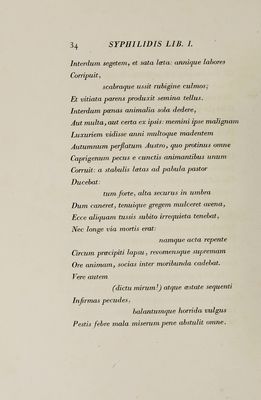 34 SYPHILIDIS LIB. I.
Interdum segetem, et sata læta: annique labores
Corripuit,
scabraque ussit rubigine culmos;
Et vitiata parens produxit semina tellus.
Interdum pœnas animalia sola dedere,
Aut multa, aut certa ex ipsis: memini ipse malignam
Luxuriem vidisse anni multoque madentem
Autumnum perflatum Austro, quo protinus omne
Caprigenum pecus e cunctis animantibus unum
Corruit: a stabulis lætas ad pabula pastor
Ducebat:
tum forte, alta securus in umbra
Dum caneret, tenuique gregem mulceret avena,
Ecce aliquam tussis subito irrequieta tenebat,
Nec longe via mortis erat:
namque acta repente
Circum præcipiti lapsu, revomensque supremam
Ore animam, socias inter moribunda cadebat.
Vere autem
(dictu mirum!) atque æstate sequenti
Infirmas pecudes,
balantumque horrida vulgus
Pestis febre mala miserum pene abstulit omne.